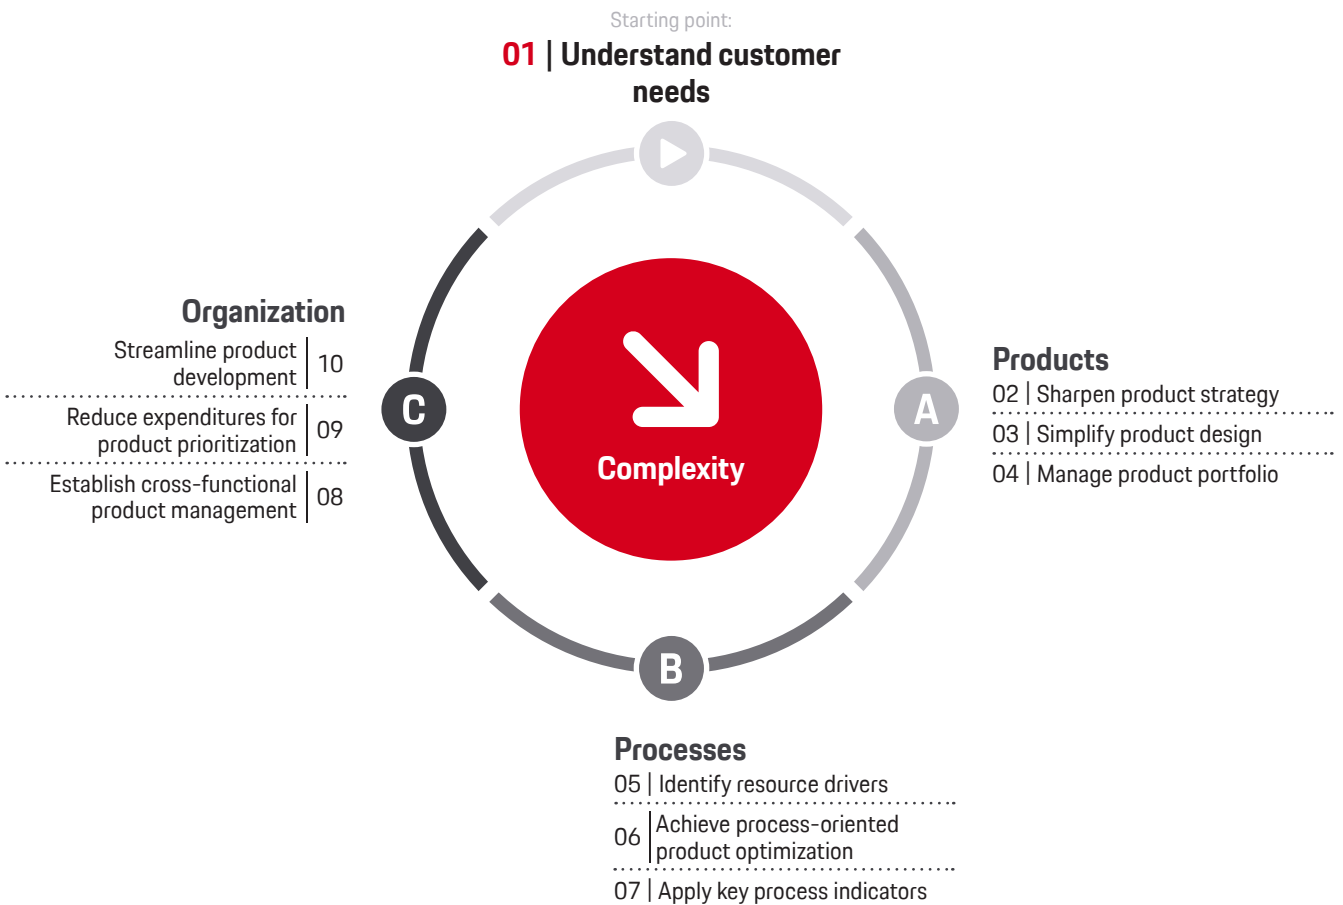 Starting point:
01 | Understand customer
needs
Products
02 | Sharpen product strategy
03 | Simplify product design
04 | Manage product portfolio
A
Processes
05 | Identify resource drivers
06 | Achieve process-oriented
product optimization
07 | Apply key process indicators
B
Organization
Streamline product
development | 10
Reduce expenditures for
product prioritization | 09
Establish cross-functional
product management | 08
C
Complexity